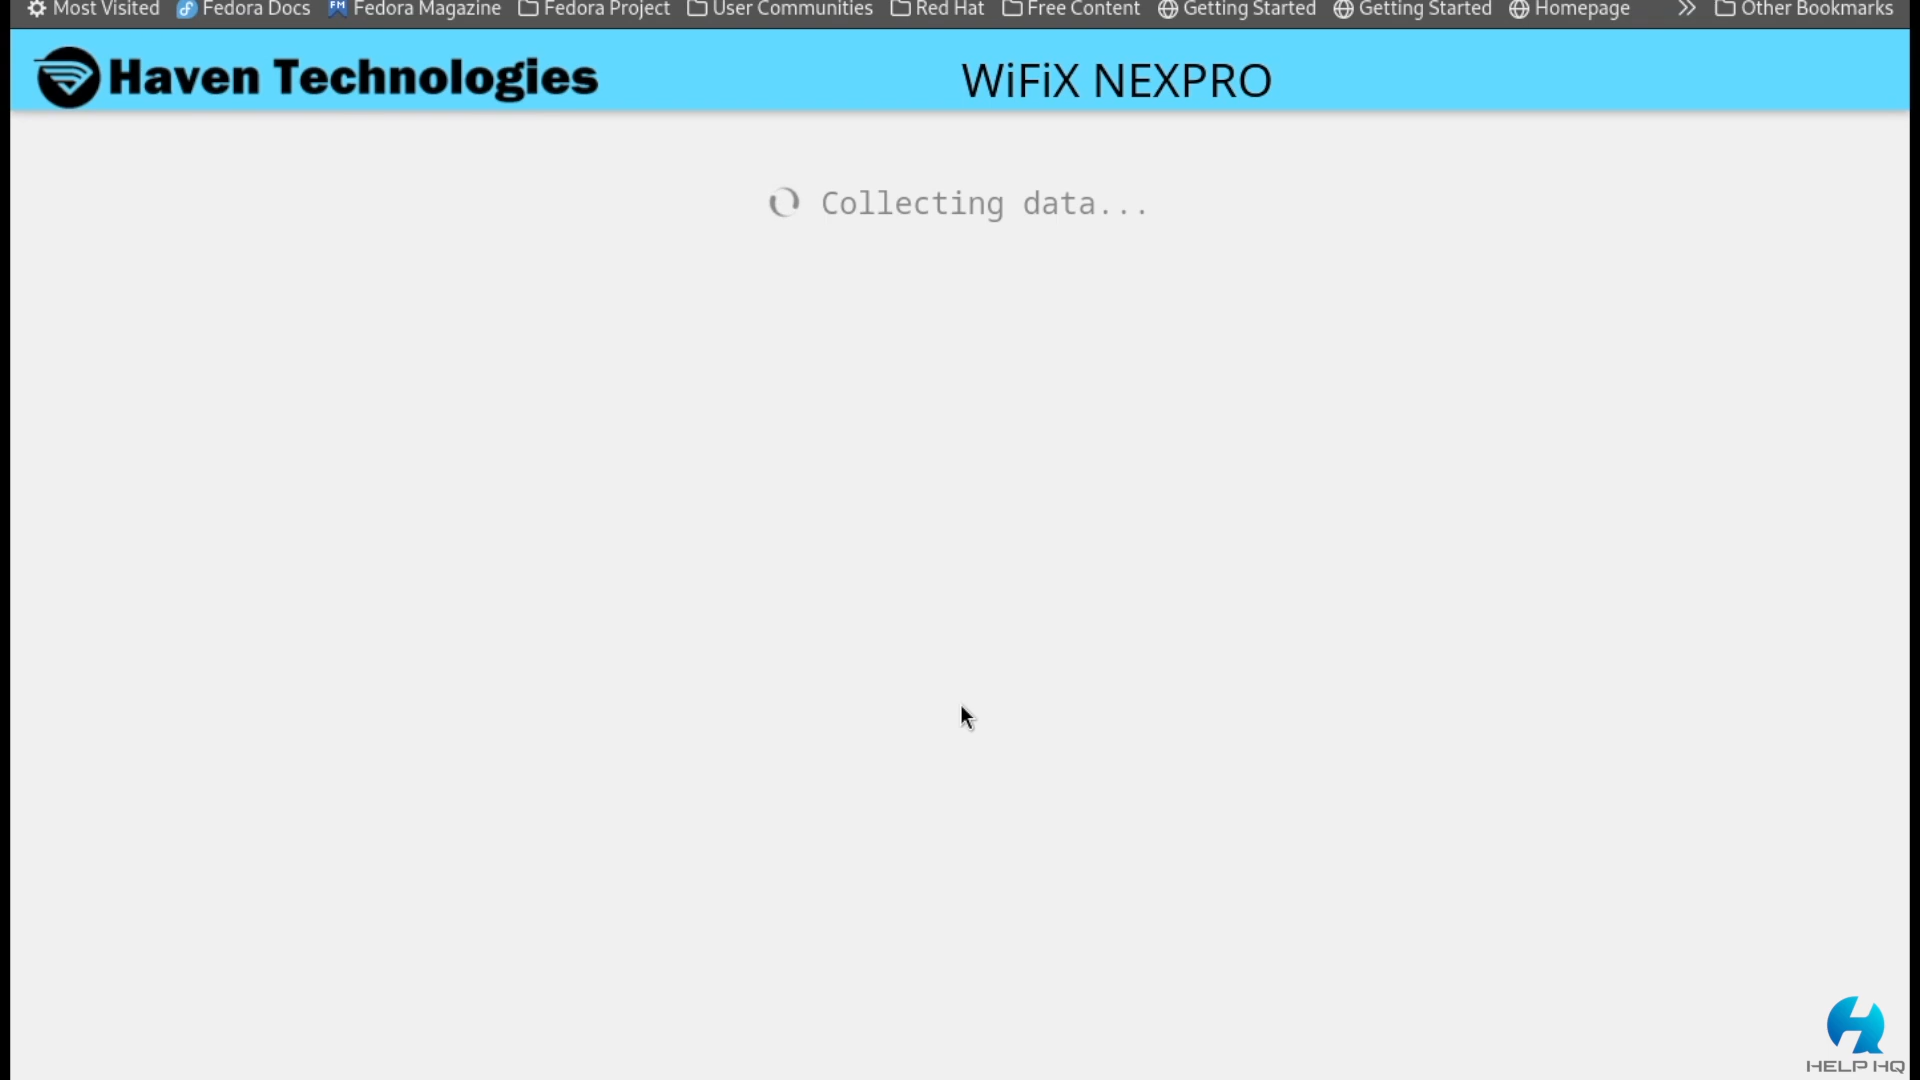 Most Visited Fedora Docs Fedora Magazine Fedora Project User Communities Red Hat Free Content Getting Started Getting Started Homepage Other Bookmarks
Haven Technologies WiFiX NEXPRO
Collecting data...
HELP HQ